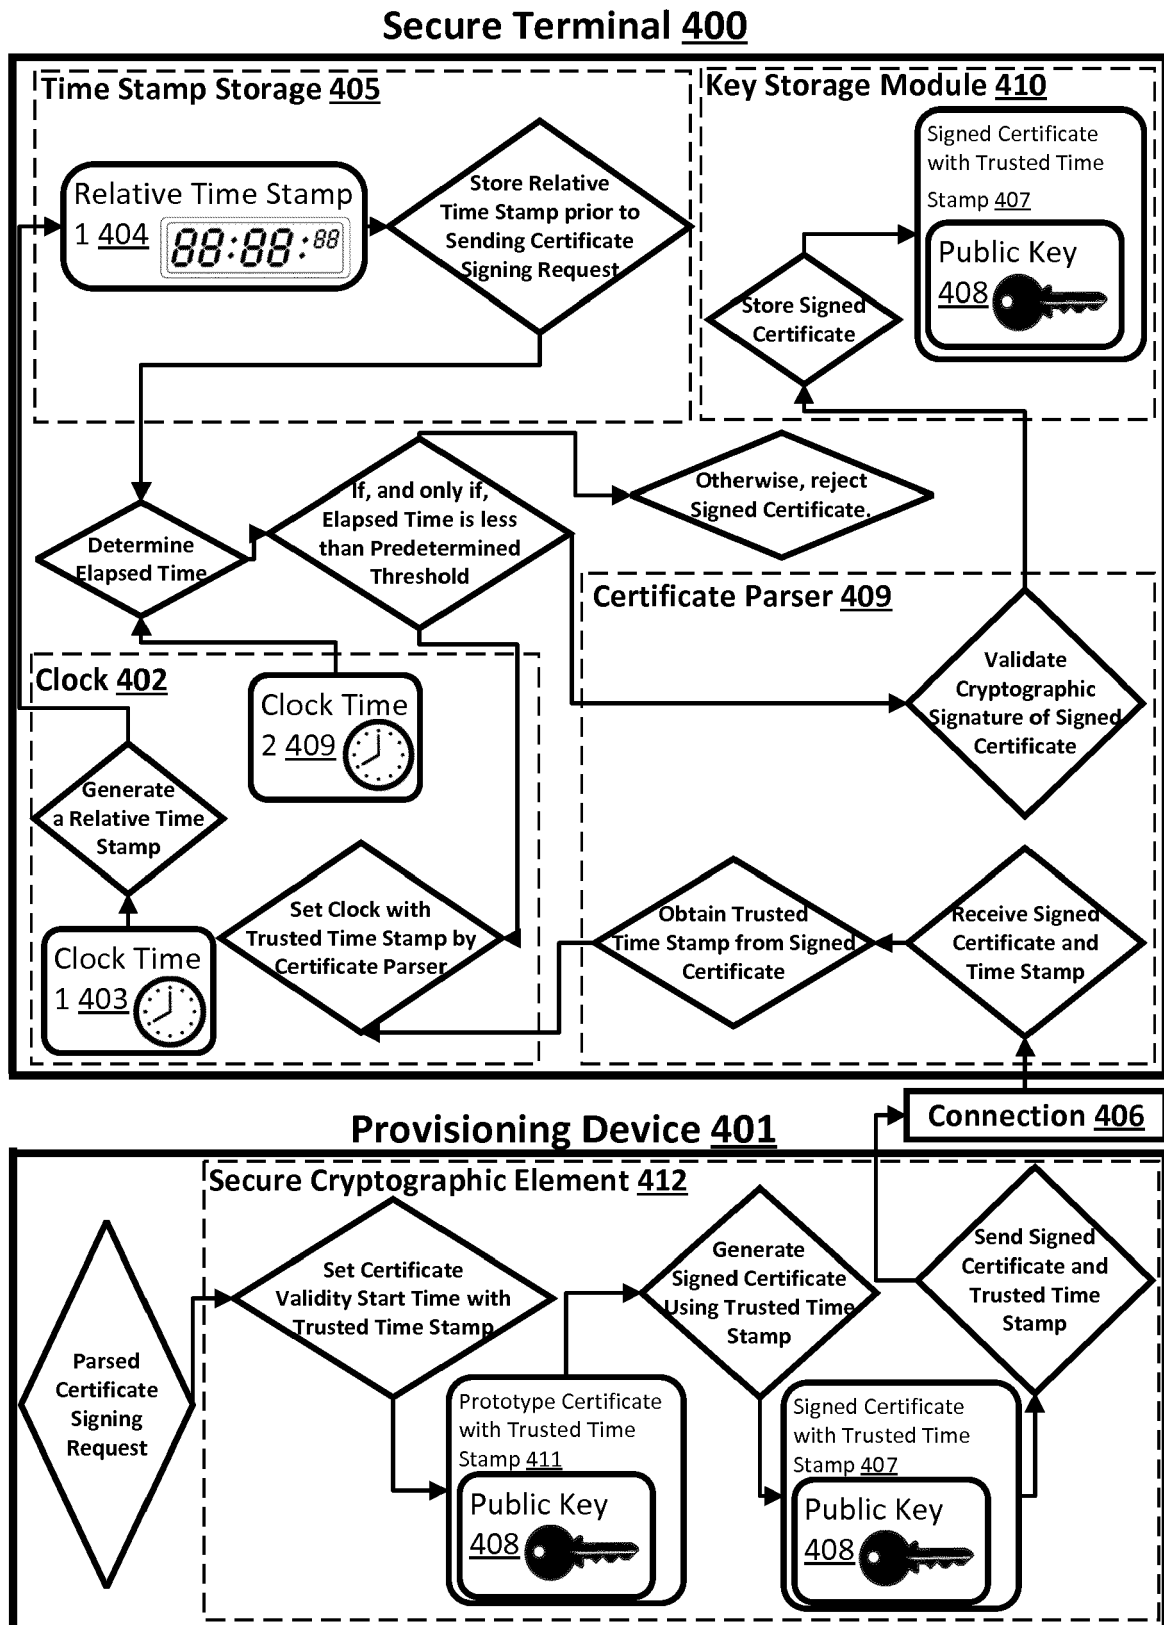 Secure Terminal 400
Time Stamp Storage 405
Relative Time Stamp
1 404
88:88:88
Store Relative
Time Stamp prior to
Sending Certificate
Signing Request
Key Storage Module 410
Signed Certificate
with Trusted Time
Stamp 407
Public Key
408
Store Signed
Certificate
Determine
Elapsed Time
If, and only if,
Elapsed Time is less
than Predetermined
Threshold
Otherwise, reject
Signed Certificate.
Certificate Parser 409
Validate
Cryptographic
Signature of Signed
Certificate
Clock 402
Clock Time
2 409
Generate
a Relative Time
Stamp
Clock Time
1 403
Set Clock with
Trusted Time Stamp by
Certificate Parser
Obtain Trusted
Time Stamp from Signed
Certificate
Receive Signed
Certificate and
Time Stamp
Connection 406
Provisioning Device 401
Secure Cryptographic Element 412
Parsed
Certificate
Signing
Request
Set Certificate
Validity Start Time with
Trusted Time Stamp
Prototype Certificate
with Trusted Time
Stamp 411
Public Key
408
Generate
Signed Certificate
Using Trusted Time
Stamp
Signed Certificate
with Trusted Time
Stamp 407
Public Key
408
Send Signed
Certificate and
Trusted Time
Stamp